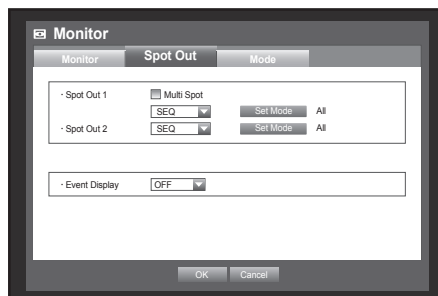 Monitor
Monitor Spot Out Mode
· Spot Out 1 Multi Spot
SEQ Set Mode All
· Spot Out 2 SEQ Set Mode All
· Event Display OFF
OK Cancel